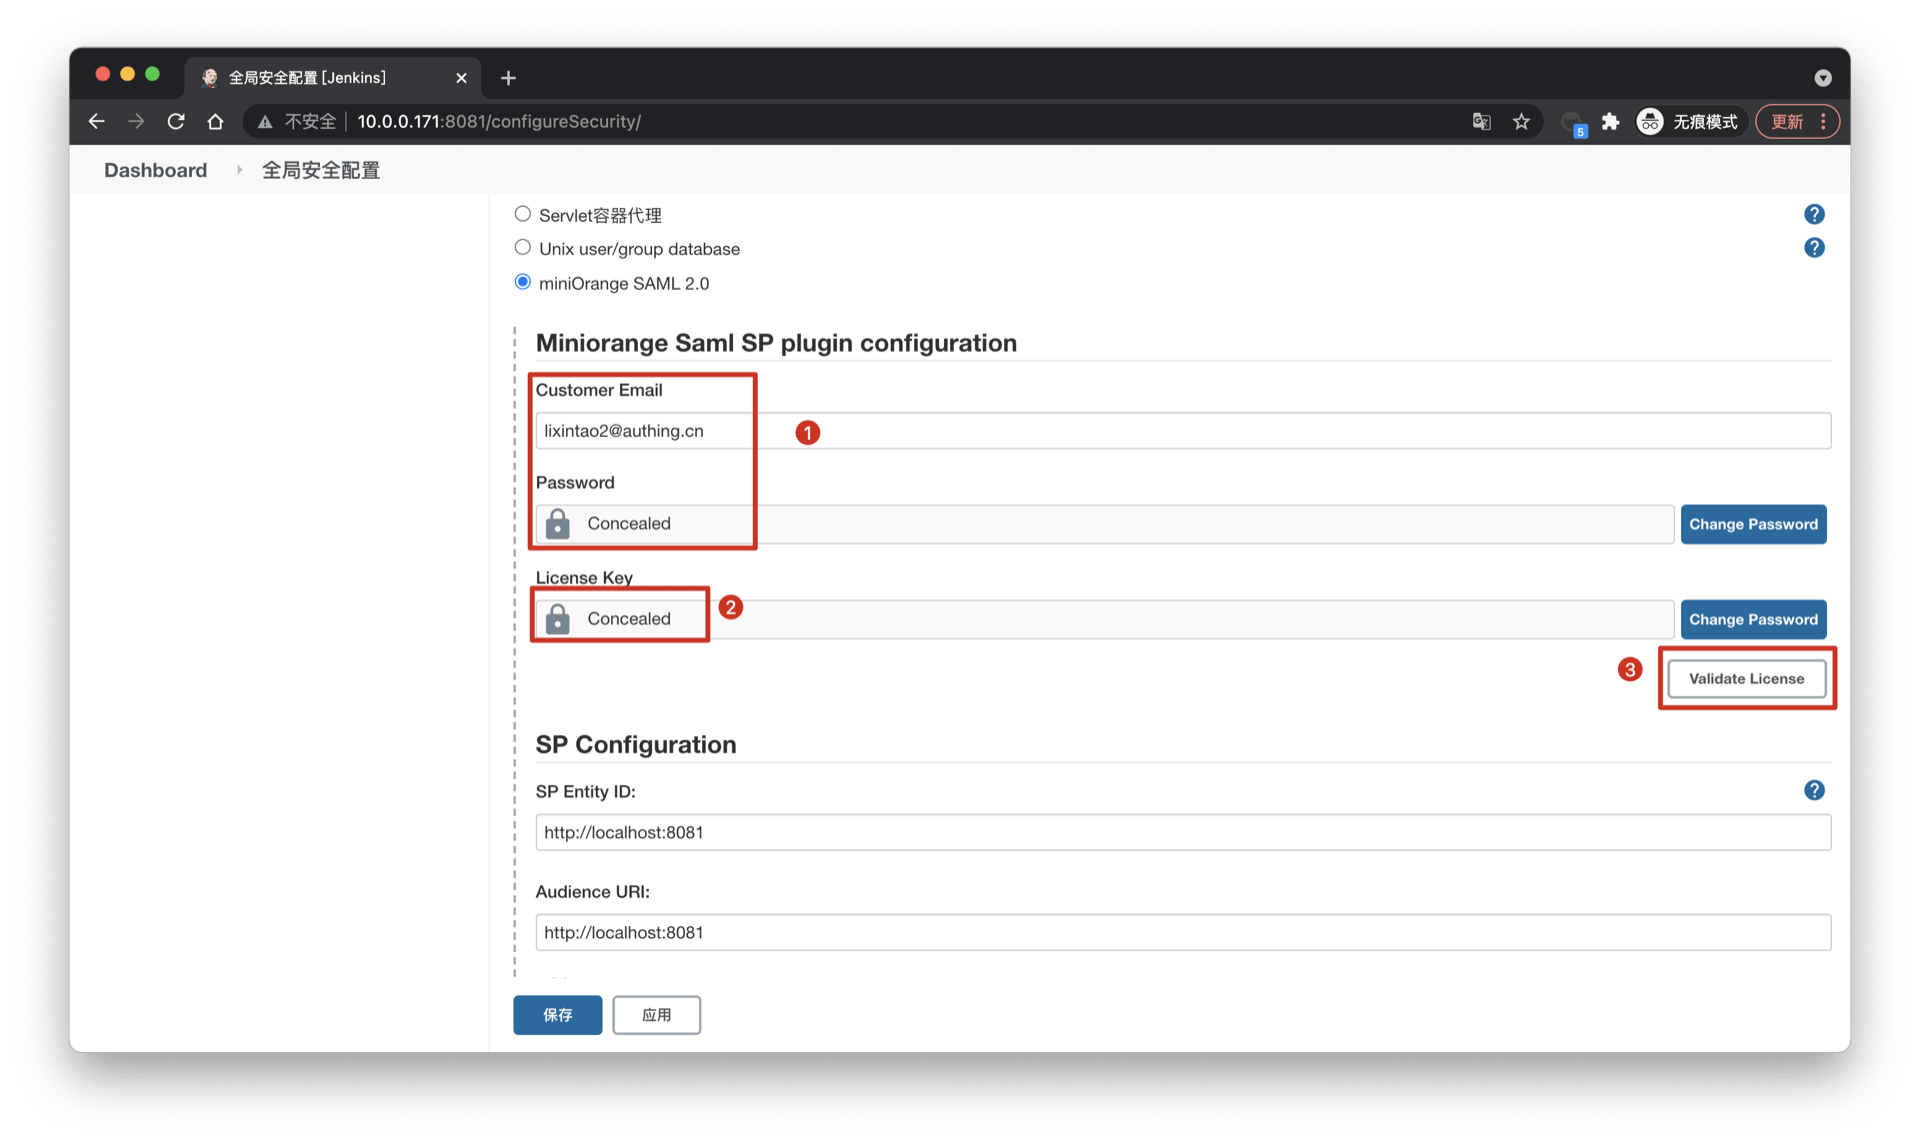 全局安全配置 [Jenkins]
不安全 10.0.0.171:8081/configureSecurity/ 5 无痕模式 更新
Dashboard 全局安全配置
Servlet容器代理 ?
Unix user/group database ?
miniOrange SAML 2.0
Miniorange Saml SP plugin configuration
Customer Email
lixintao2@authing.cn 1
Password
Concealed Change Password
License Key
Concealed 2 Change Password
3 Validate License
SP Configuration
SP Entity ID: ?
http://localhost:8081
Audience URI:
http://localhost:8081
保存 应用